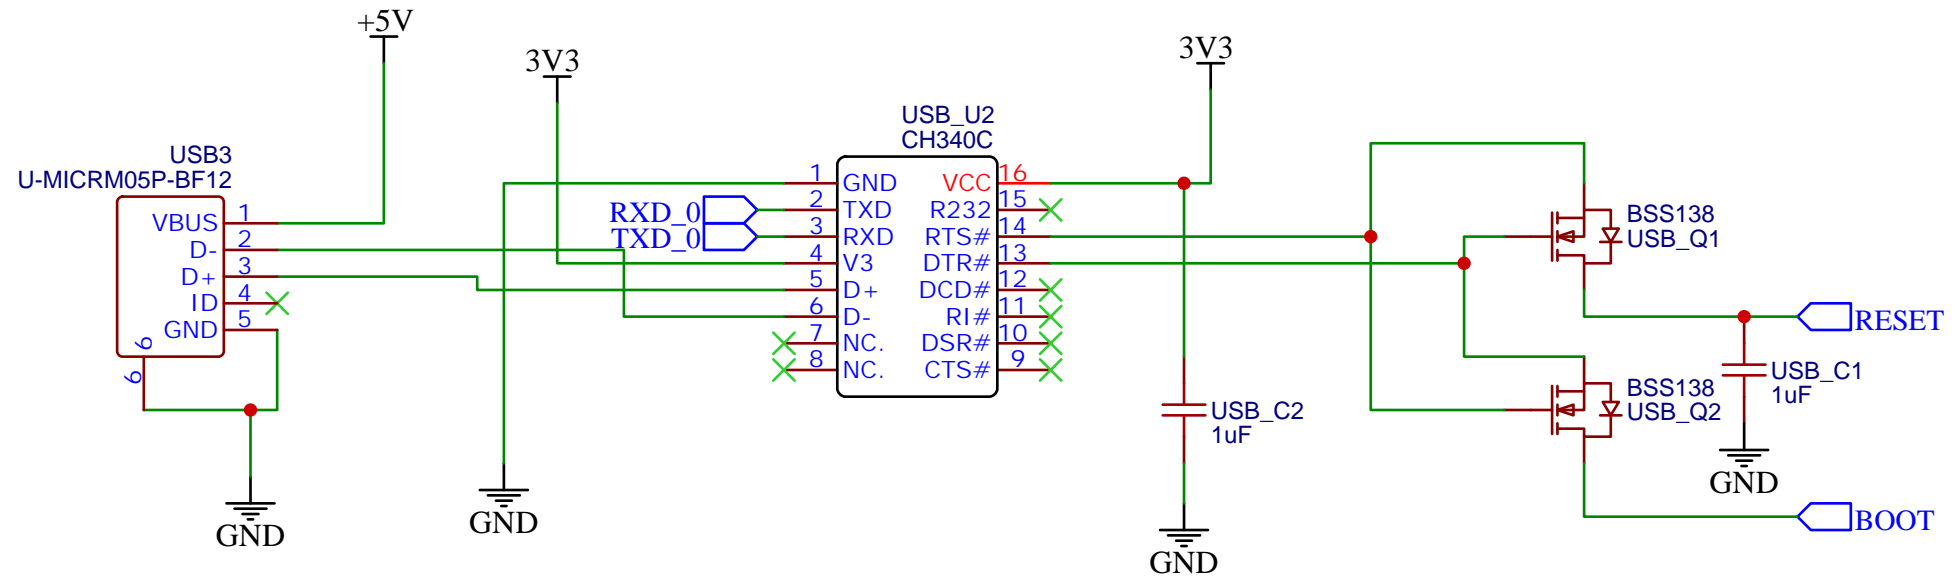 +5V
3V3
3V3
USB3
U-MICRM05P-BF12
VBUS 1
D- 2
D+ 3
ID 4
GND 5
6
6
GND
RXD_0
TXD_0
GND
USB_U2
CH340C
1 GND VCC 16
2 TXD R232 15
3 RXD RTS# 14
4 V3 DTR# 13
5 D+ DCD# 12
6 D- RI# 11
7 NC. DSR# 10
8 NC. CTS# 9
USB_C2
1uF
GND
BSS138
USB_Q1
RESET
USB_C1
1uF
GND
BSS138
USB_Q2
BOOT